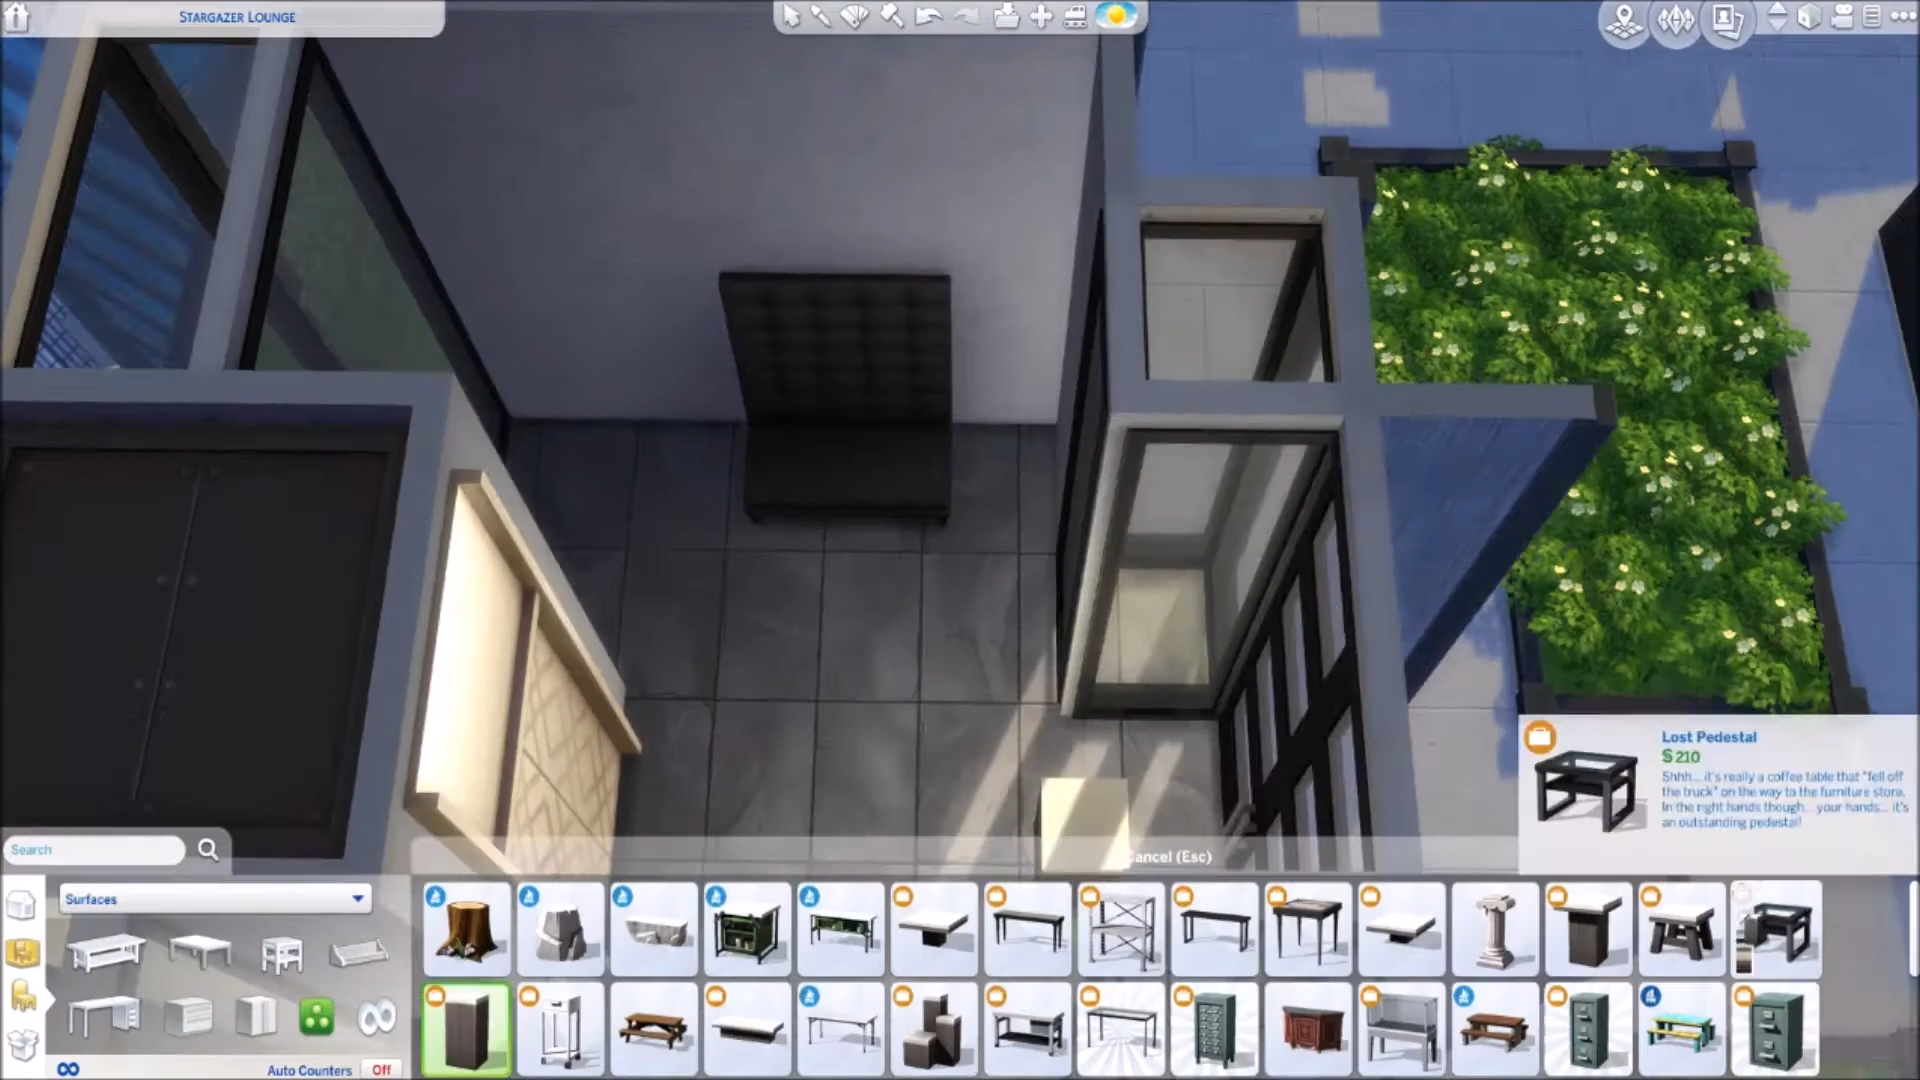 STARGAZER LOUNGE
Lost Pedestal
$210
Shhh... it's really a coffee table that "fell off
the truck" on the way to the furniture store.
In the right hands though... your hands... it's
an outstanding pedestal!
Search
Cancel (Esc)
Surfaces
Auto Counters Off